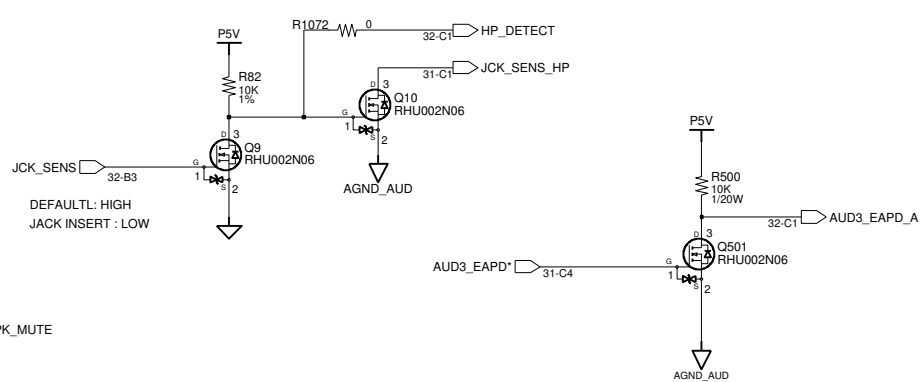 R1072 0
32-C1 HP_DETECT
P5V
31-C1 JCK_SENS_HP
R82
10K
1%
D 3
Q10
RHU002N06
G
1 S 2
AGND_AUD
D 3
Q9
RHU002N06
JCK_SENS 32-B3
G
1 S 2
DEFAULTL: HIGH
JACK INSERT : LOW
P5V
R500
10K
1/20W
32-C1 AUD3_EAPD_A
D 3
Q501
RHU002N06
AUD3_EAPD* 31-C4
G
1 S 2
PK_MUTE
AGND_AUD